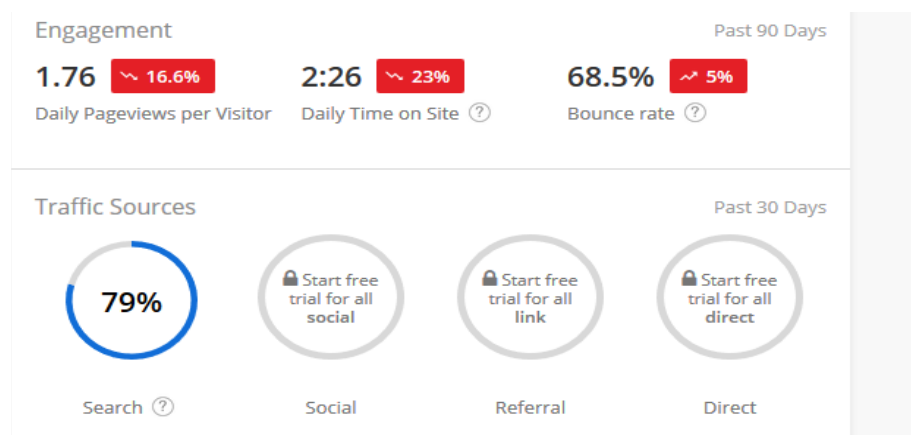 Engagement
Past 90 Days
1.76 16.6%
2:26 23%
68.5% 5%
Daily Pageviews per Visitor
Daily Time on Site ?
Bounce rate ?
Traffic Sources
Past 30 Days
79%
Start free
trial for all
social
Start free
trial for all
link
Start free
trial for all
direct
Search ?
Social
Referral
Direct